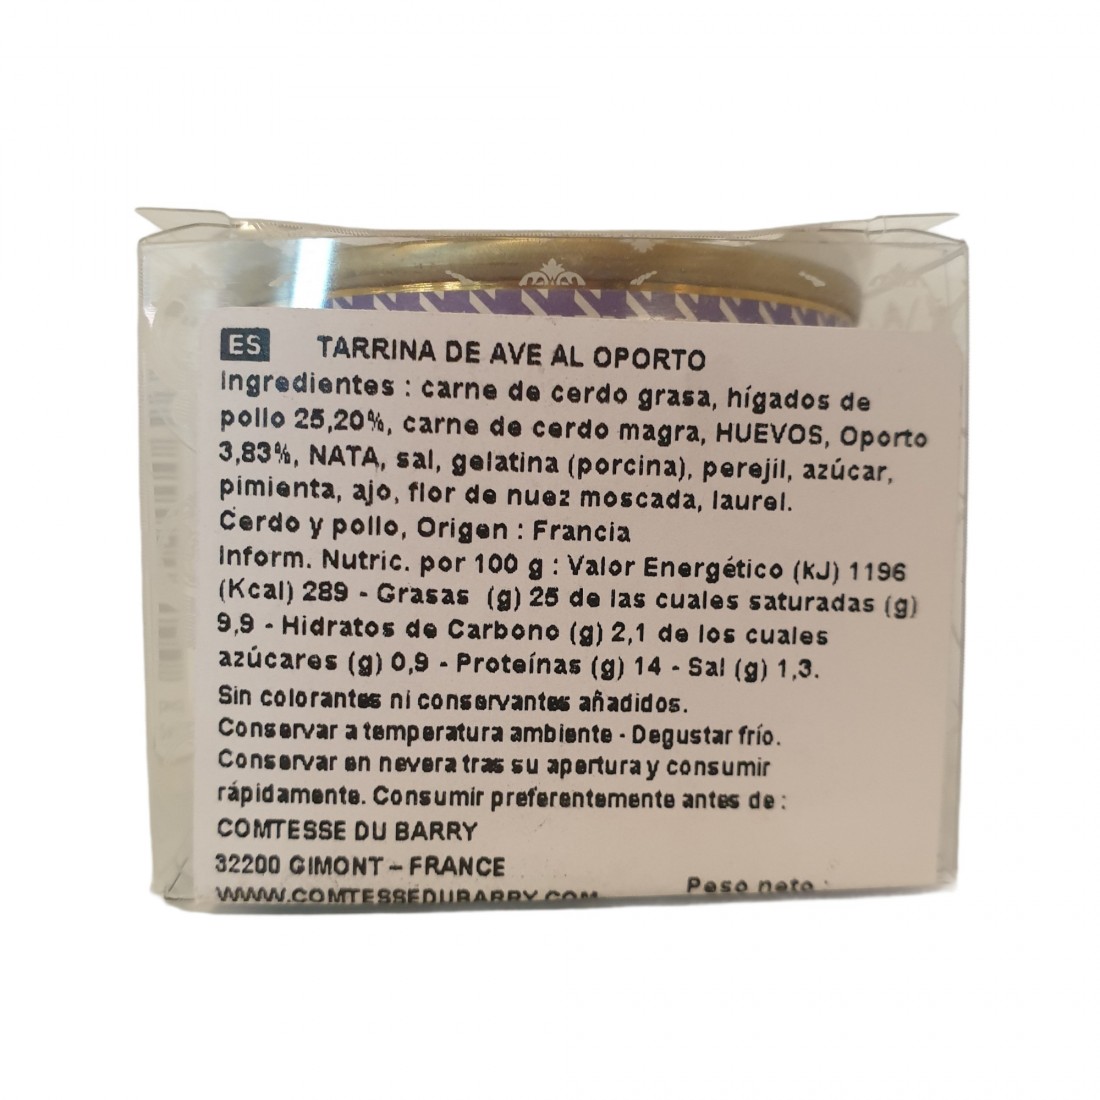 ES TARRINA DE AVE AL OPORTO
Ingredientes : carne de cerdo grasa, hígados de
pollo 25,20%, carne de cerdo magra, HUEVOS, Oporto
3,83%, NATA, sal, gelatina (porcina), perejil, azúcar,
pimienta, ajo, flor de nuez moscada, laurel.
Cerdo y pollo, Origen : Francia
Inform. Nutric. por 100 g : Valor Energético (kJ) 1196
(Kcal) 289 - Grasas (g) 25 de las cuales saturadas (g)
9,9 - Hidratos de Carbono (g) 2,1 de los cuales
azúcares (g) 0,9 - Proteínas (g) 14 - Sal (g) 1,3.
Sin colorantes ni conservantes añadidos.
Conservar a temperatura ambiente - Degustar frío.
Conservar en nevera tras su apertura y consumir
rápidamente. Consumir preferentemente antes de :
COMTESSE DU BARRY
32200 GIMONT – FRANCE
WWW.COMTESSEDUBARRY.COM Peso neto :